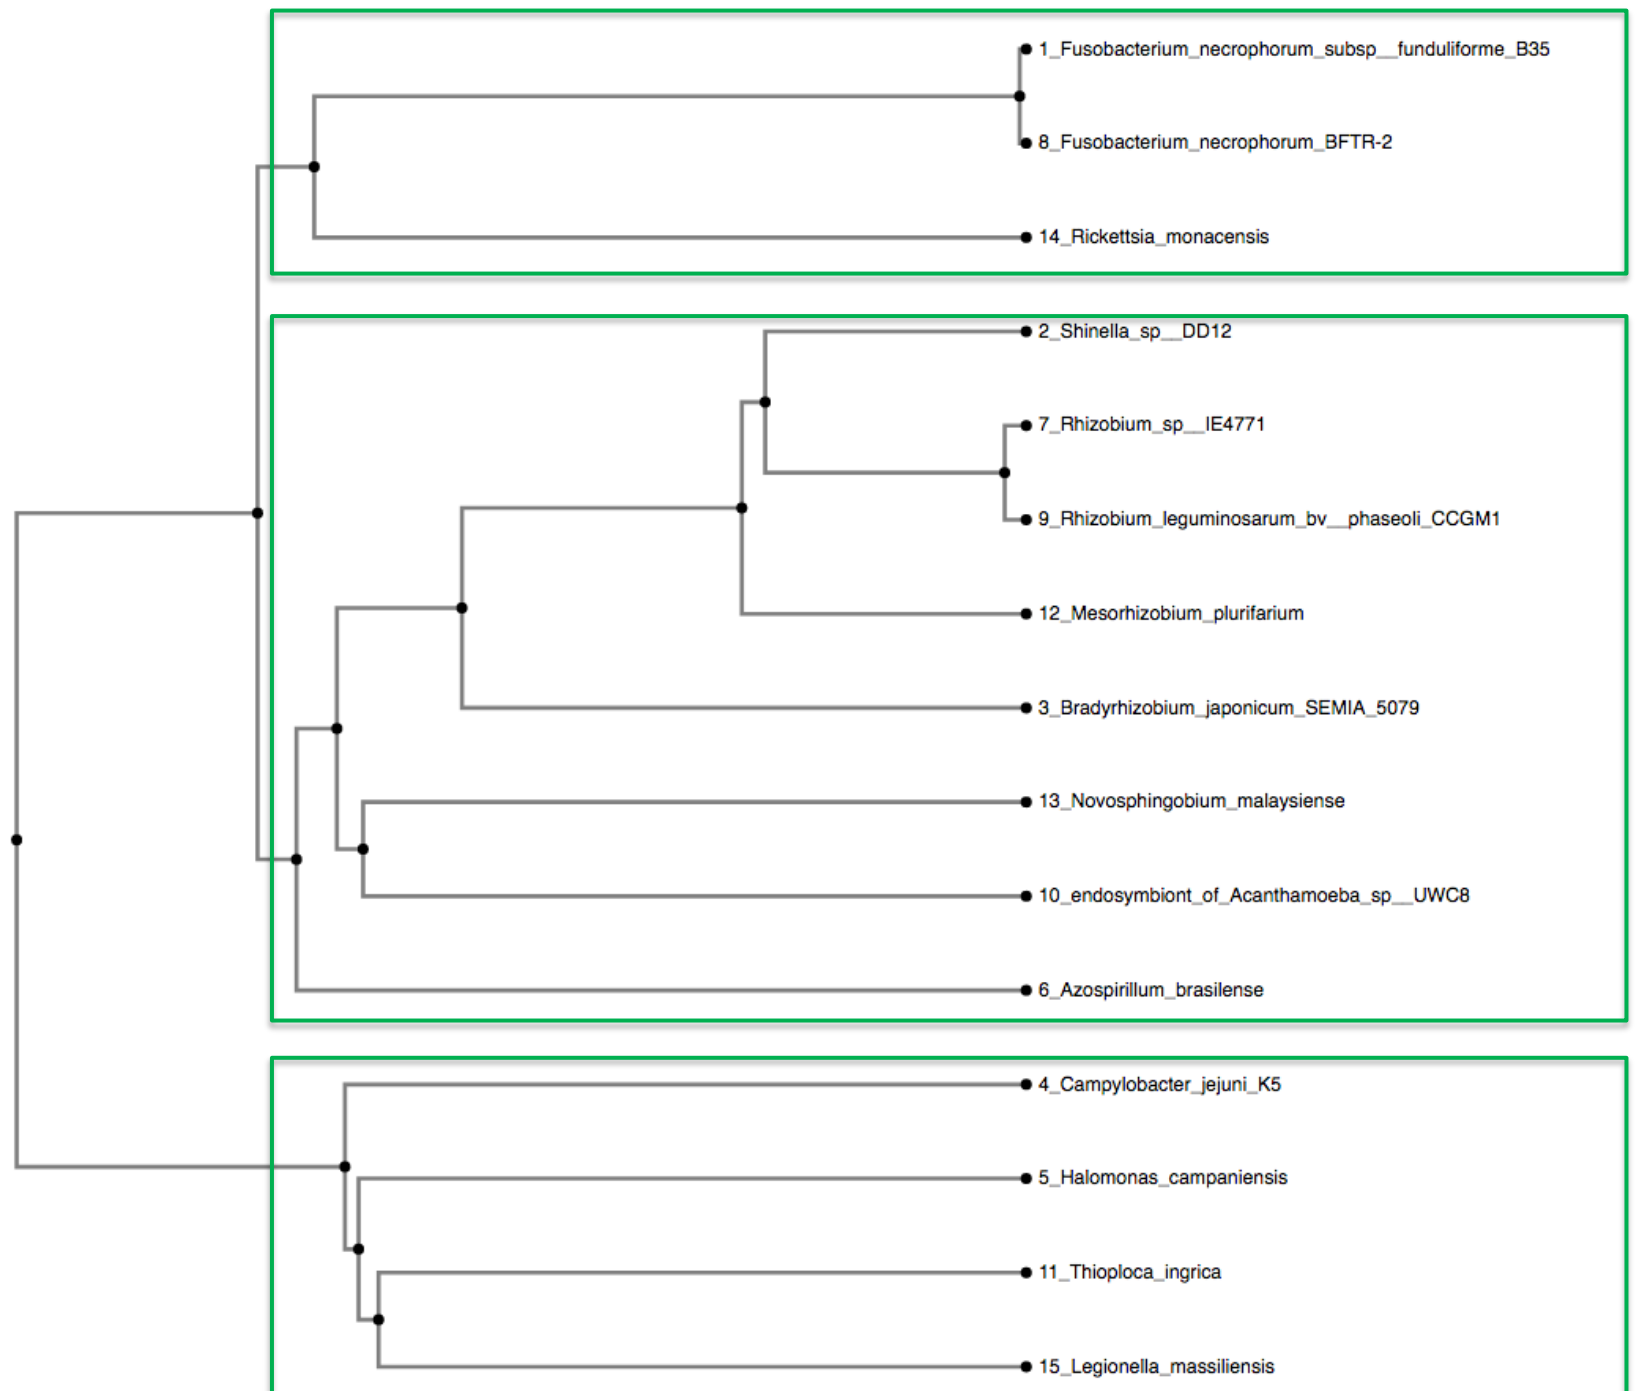 1_Fusobacterium_necrophorum_subsp__funduliforme_B35
8_Fusobacterium_necrophorum_BFTR-2
14_Rickettsia_monacensis
2_Shinella_sp__DD12
7_Rhizobium_sp__IE4771
9_Rhizobium_leguminosarum_bv__phaseoli_CCGM1
12_Mesorhizobium_plurifarium
3_Bradyrhizobium_japonicum_SEMIA_5079
13_Novosphingobium_malaysiense
10_endosymbiont_of_Acanthamoeba_sp__UWC8
6_Azospirillum_brasilense
4_Campylobacter_jejuni_K5
5_Halomonas_campaniensis
11_Thioploca_ingrica
15_Legionella_massiliensis